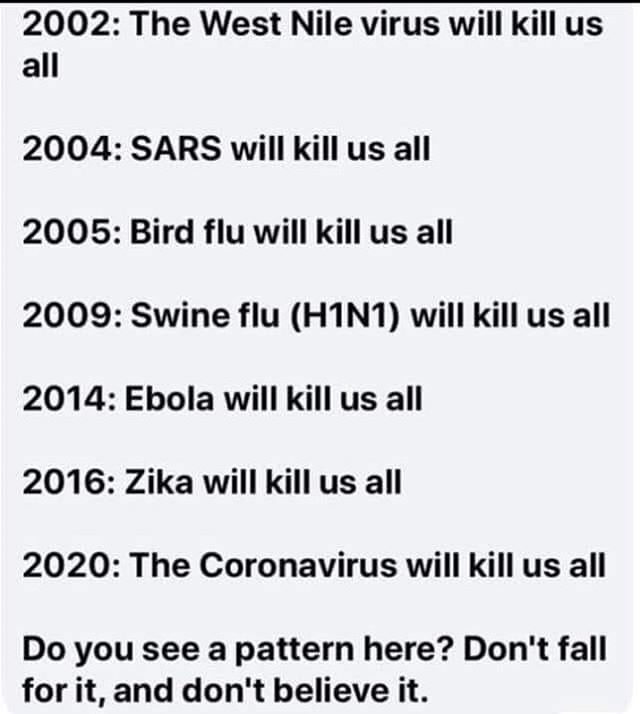 2002: The West Nile virus will kill us
all
2004: SARS will kill us all
2005: Bird flu will kill us all
2009: Swine flu (H1N1) will kill us all
2014: Ebola will kill us all
2016: Zika will kill us all
2020: The Coronavirus will kill us all
Do you see a pattern here? Don't fall
for it, and don't believe it.